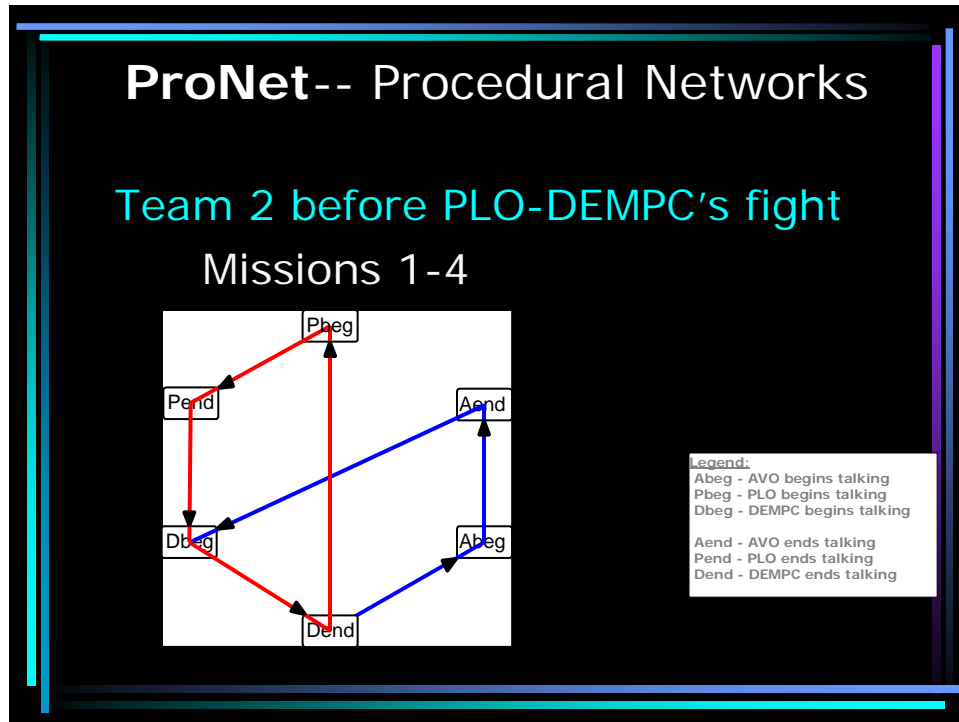 ProNet-- Procedural Networks
Team 2 before PLO-DEMPC's fight
Missions 1-4
Pbeg
Pend
Aend
Dbeg
Abeg
Dend
Legend:
Abeg - AVO begins talking
Pbeg - PLO begins talking
Dbeg - DEMPC begins talking
Aend - AVO ends talking
Pend - PLO ends talking
Dend - DEMPC ends talking